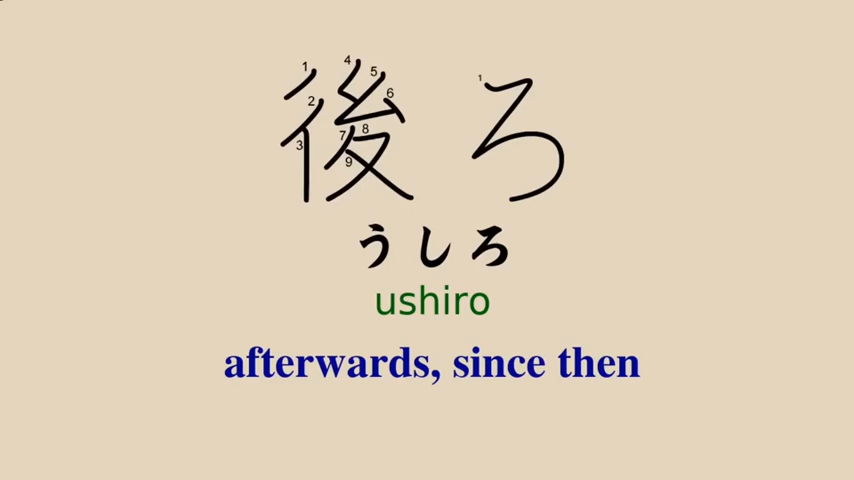 後ろ
うしろ
ushiro
afterwards, since then